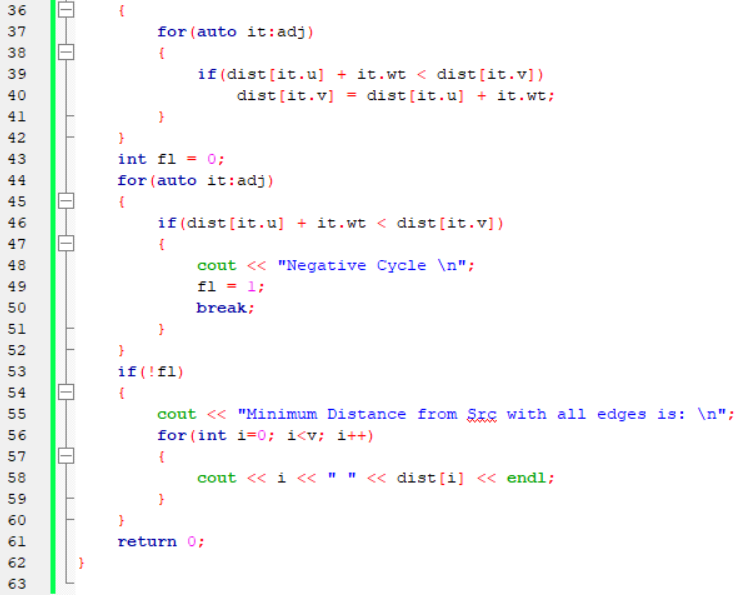 36 {
37 for(auto it:adj)
38 {
39 if(dist[it.u] + it.wt < dist[it.v])
40 dist[it.v] = dist[it.u] + it.wt;
41 }
42 }
43 int fl = 0;
44 for(auto it:adj)
45 {
46 if(dist[it.u] + it.wt < dist[it.v])
47 {
48 cout << "Negative Cycle \n";
49 fl = 1;
50 break;
51 }
52 }
53 if(!fl)
54 {
55 cout << "Minimum Distance from Src with all edges is: \n";
56 for(int i=0; i<v; i++)
57 {
58 cout << i << " " << dist[i] << endl;
59 }
60 }
61 return 0;
62 }
63